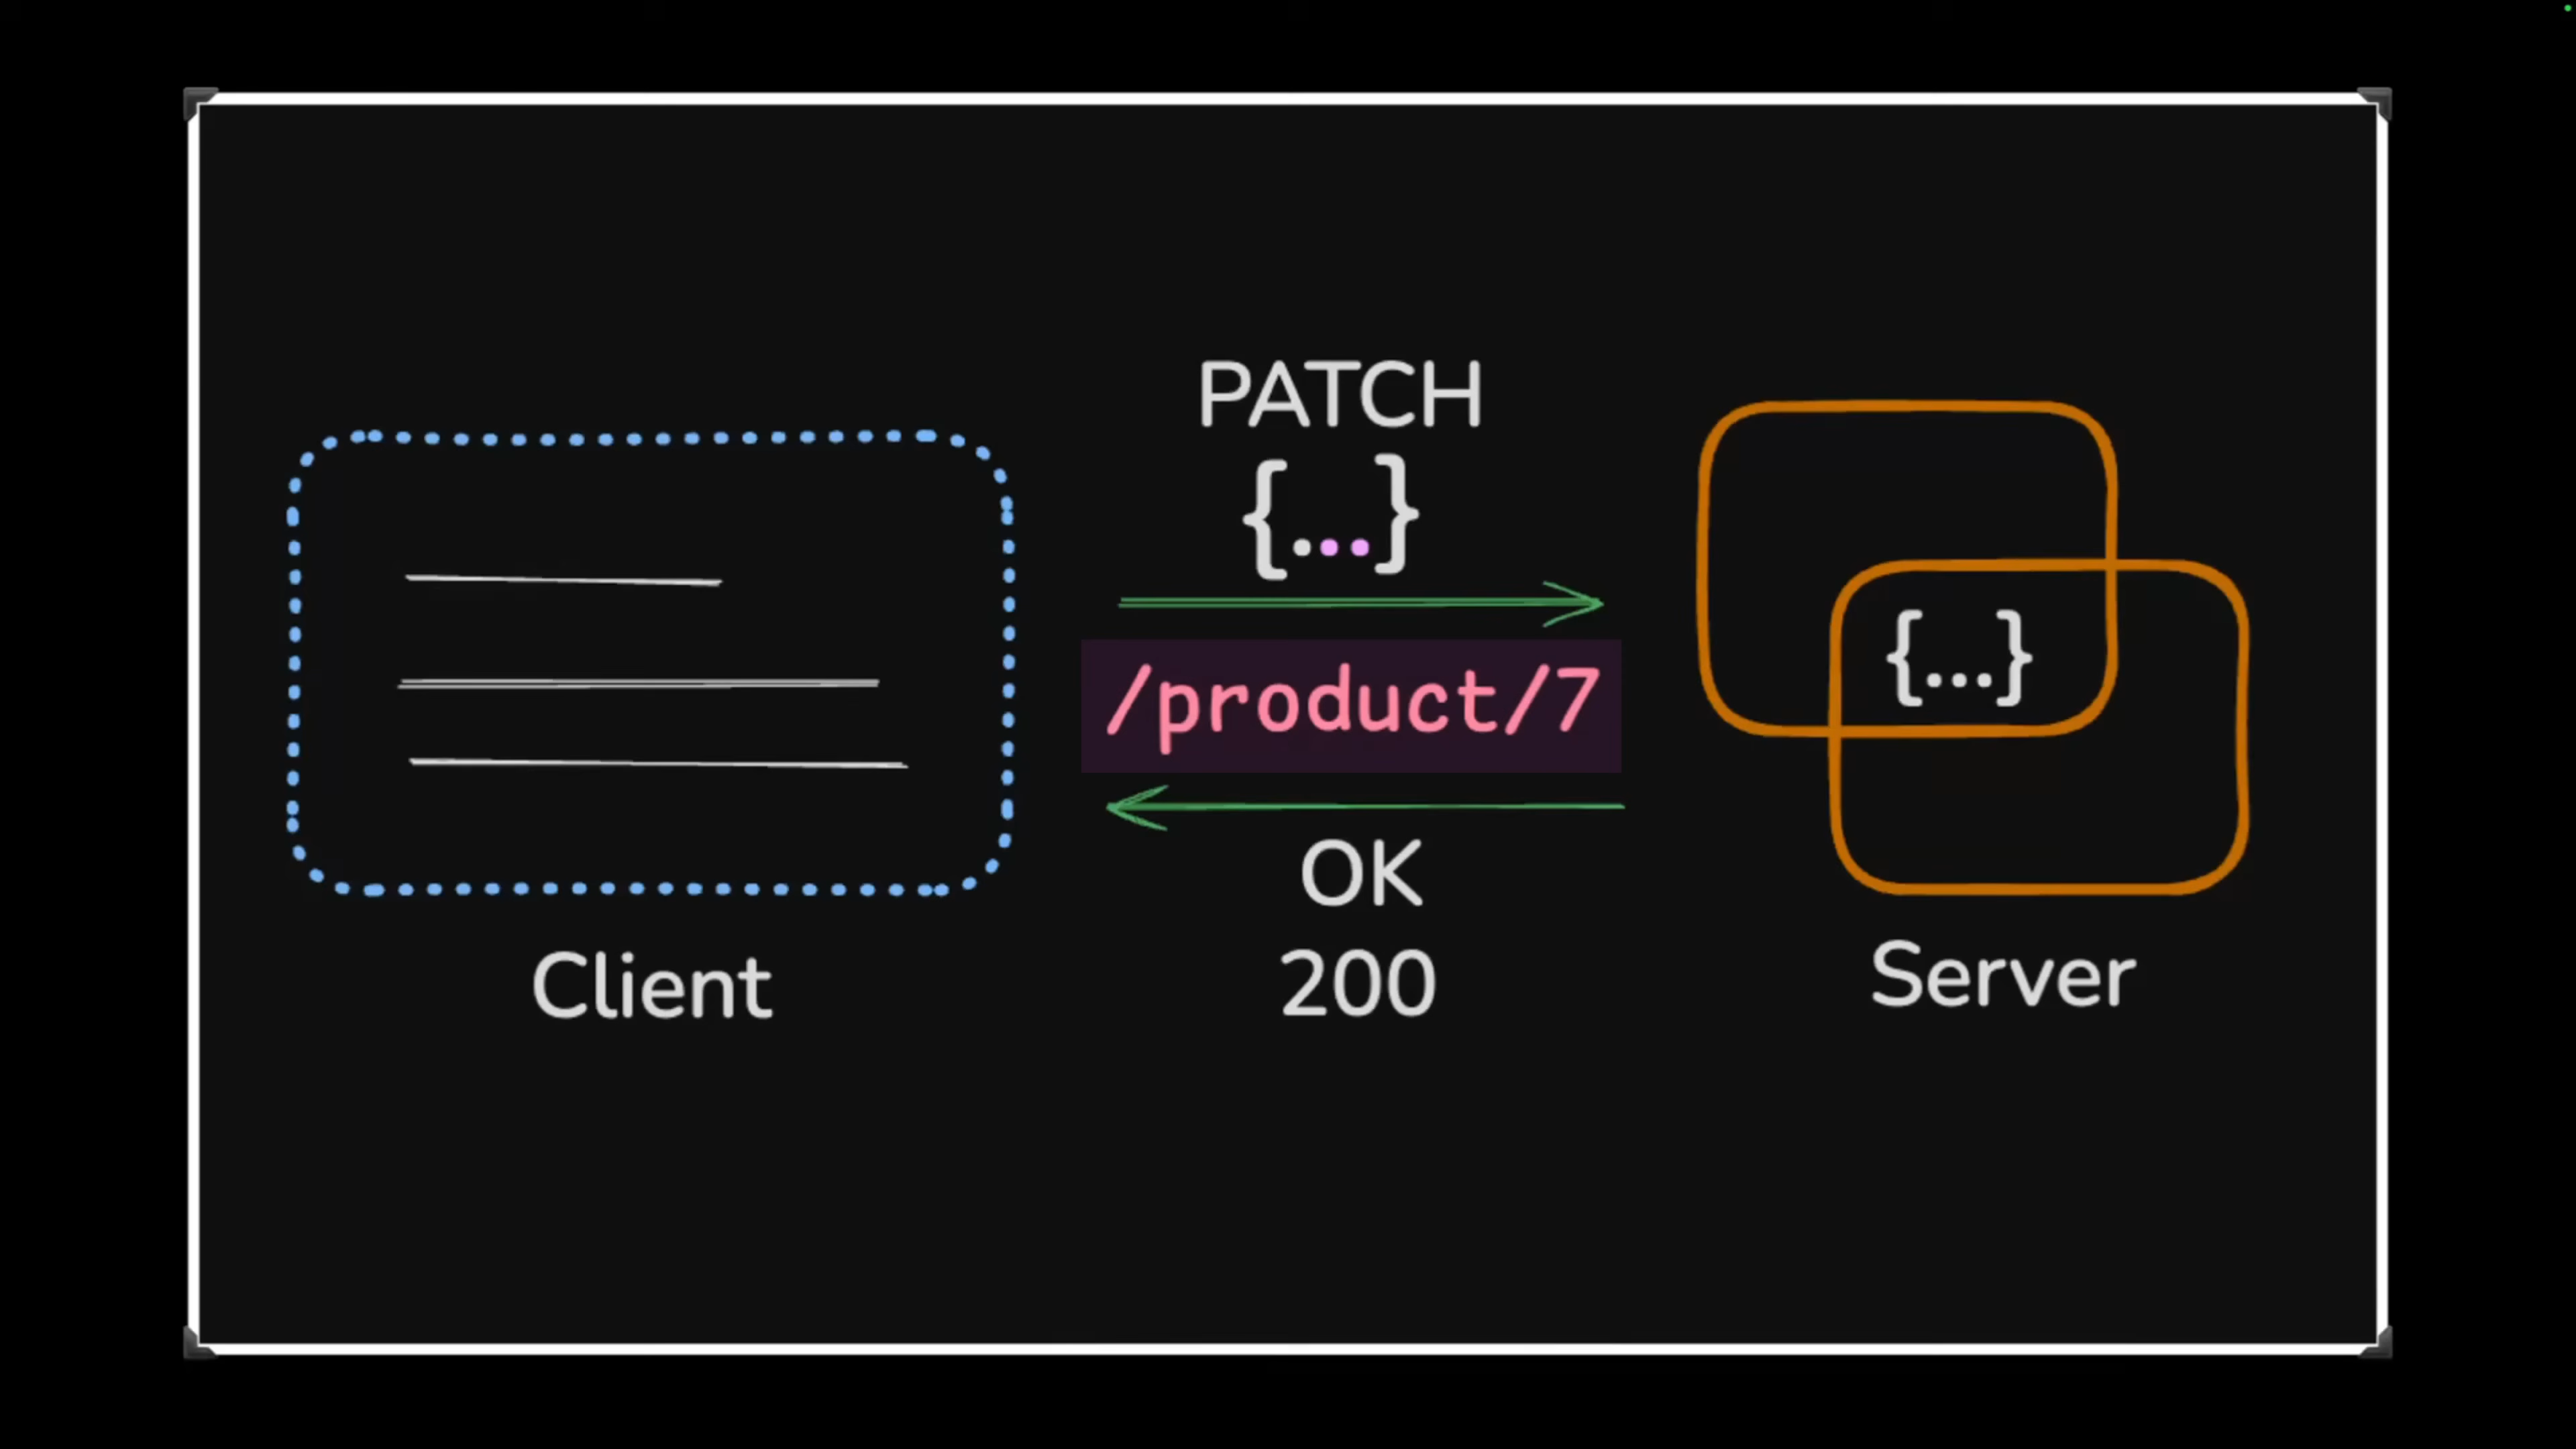 PATCH
{...}
/product/7
{...}
OK
200
Client
Server